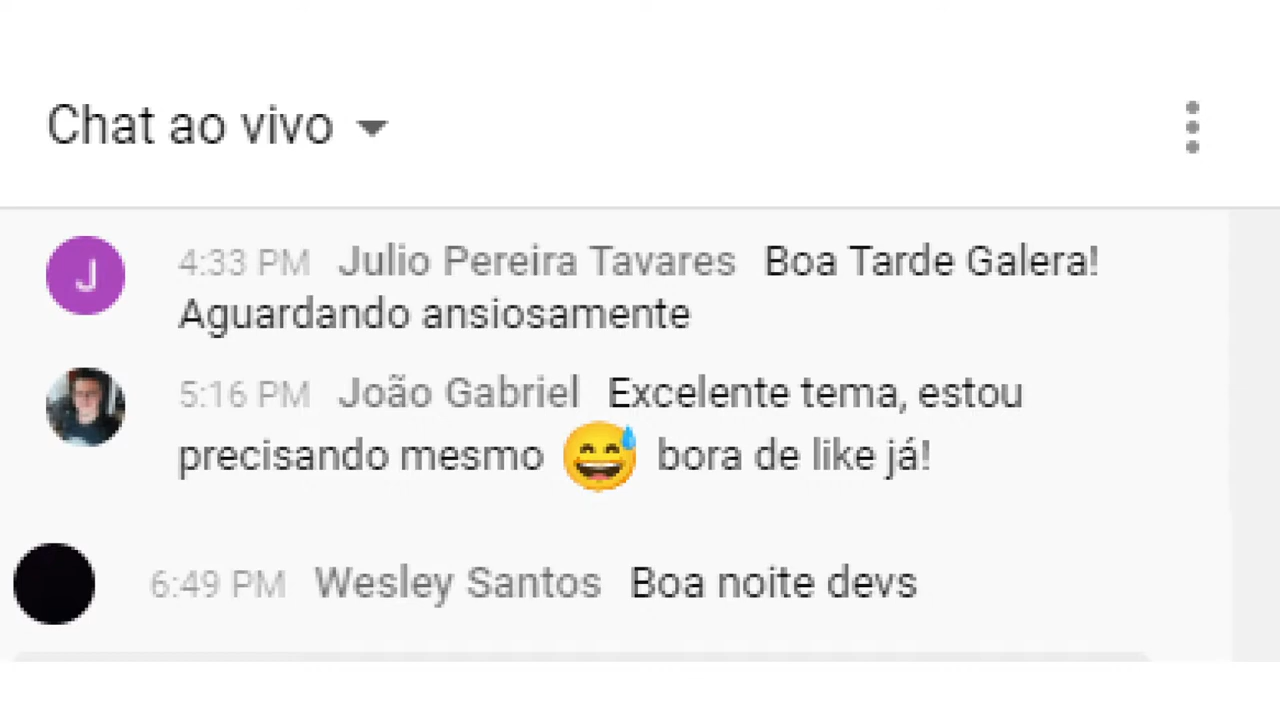 Chat ao vivo
J
4:33 PM Julio Pereira Tavares Boa Tarde Galera!
Aguardando ansiosamente
5:16 PM João Gabriel Excelente tema, estou
precisando mesmo 😅 bora de like já!
6:49 PM Wesley Santos Boa noite devs